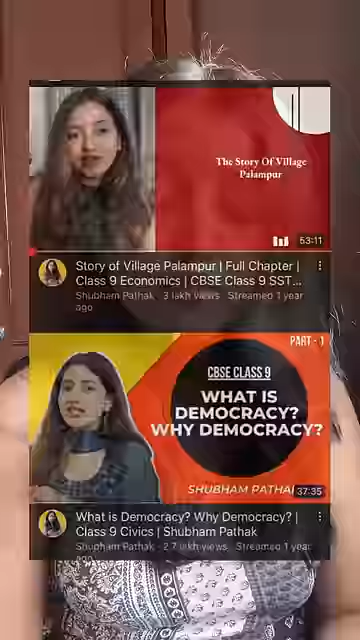 The Story Of Village
Palampur
53:11
Story of Village Palampur | Full Chapter |
Class 9 Economics | CBSE Class 9 SST...
Shubham Pathak · 3 lakh views · Streamed 1 year
ago
PART - 1
CBSE CLASS 9
WHAT IS
DEMOCRACY?
WHY DEMOCRACY?
SHUBHAM PATHA
37:35
What is Democracy? Why Democracy? |
Class 9 Civics | Shubham Pathak
Shubham Pathak · 2.7 lakh views · Streamed 1 year
ago